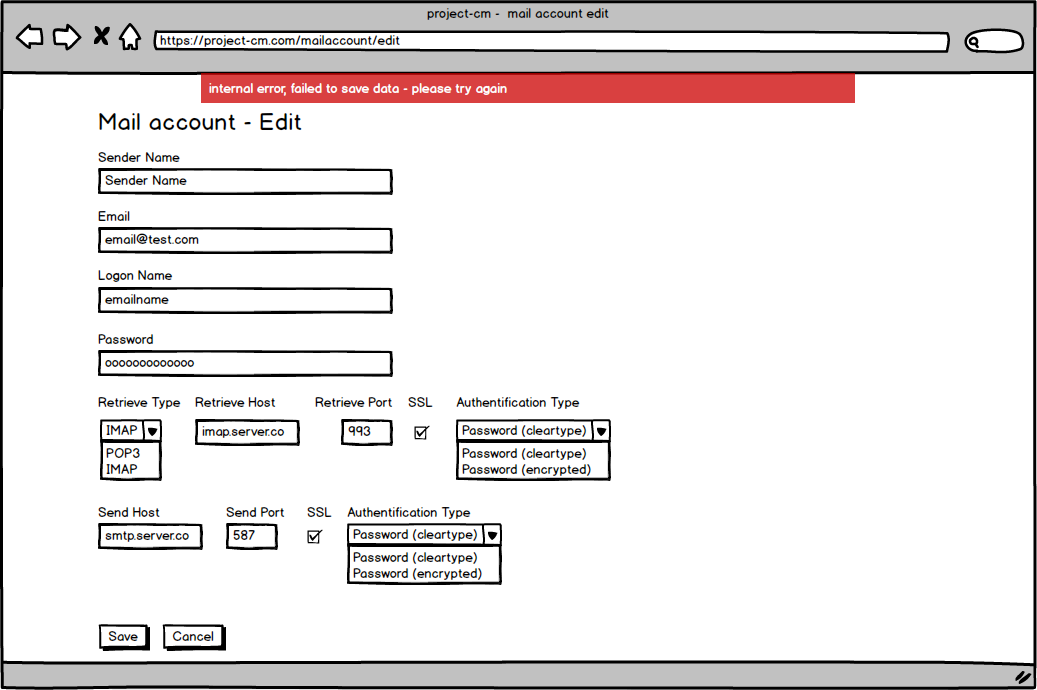 project-cm - mail account edit
https://project-cm.com/mailaccount/edit
internal error, failed to save data - please try again
Mail account - Edit
Sender Name
Sender Name
Email
email@test.com
Logon Name
emailname
Password
ooooooooooooo
Retrieve Type Retrieve Host Retrieve Port SSL Authentification Type
IMAP imap.server.co 993 Password (cleartype)
POP3 Password (cleartype)
IMAP Password (encrypted)
Send Host Send Port SSL Authentification Type
smtp.server.co 587 Password (cleartype)
Password (cleartype)
Password (encrypted)
Save Cancel